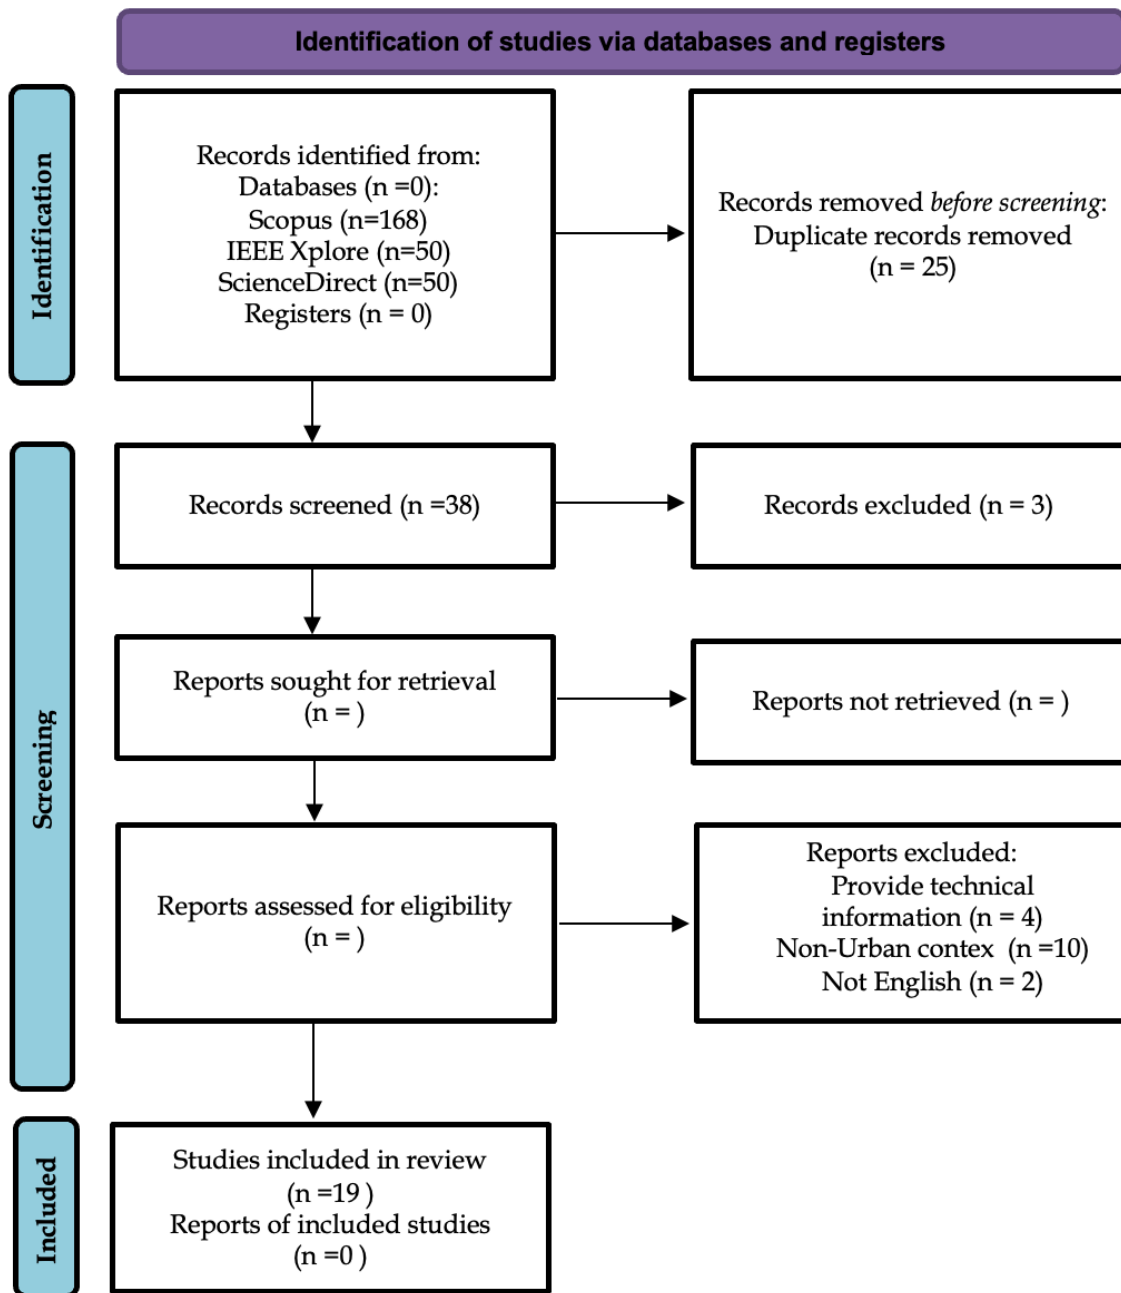 Identification of studies via databases and registers
Identification
Records identified from:
Databases (n =0):
Scopus (n=168)
IEEE Xplore (n=50)
ScienceDirect (n=50)
Registers (n = 0)
Records removed before screening:
Duplicate records removed
(n = 25)
Screening
Records screened (n =38)
Records excluded (n = 3)
Reports sought for retrieval
(n = )
Reports not retrieved (n = )
Reports assessed for eligibility
(n = )
Reports excluded:
Provide technical
information (n = 4)
Non-Urban contex (n =10)
Not English (n = 2)
Included
Studies included in review
(n =19 )
Reports of included studies
(n =0 )